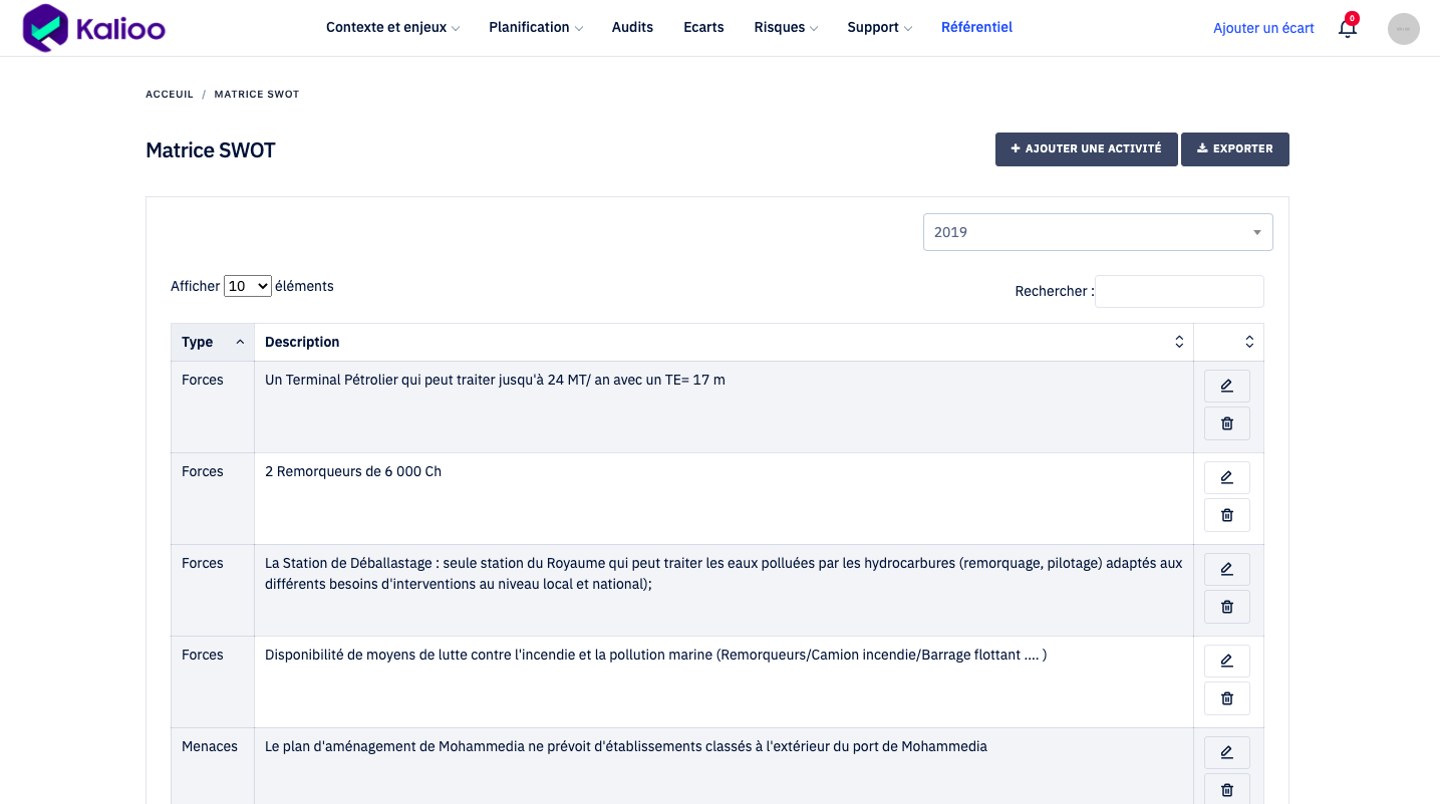 Kalioo
Contexte et enjeux
Planification
Audits
Ecarts
Risques
Support
Référentiel
Ajouter un écart
0
ACCEUIL / MATRICE SWOT
Matrice SWOT
+ AJOUTER UNE ACTIVITÉ
EXPORTER
2019
Afficher 10 éléments
Rechercher :
Type
Description
Forces
Un Terminal Pétrolier qui peut traiter jusqu'à 24 MT/ an avec un TE= 17 m
Forces
2 Remorqueurs de 6 000 Ch
Forces
La Station de Déballastage : seule station du Royaume qui peut traiter les eaux polluées par les hydrocarbures (remorquage, pilotage) adaptés aux
différents besoins d'interventions au niveau local et national);
Forces
Disponibilité de moyens de lutte contre l'incendie et la pollution marine (Remorqueurs/Camion incendie/Barrage flottant .... )
Menaces
Le plan d'aménagement de Mohammedia ne prévoit d'établissements classés à l'extérieur du port de Mohammedia